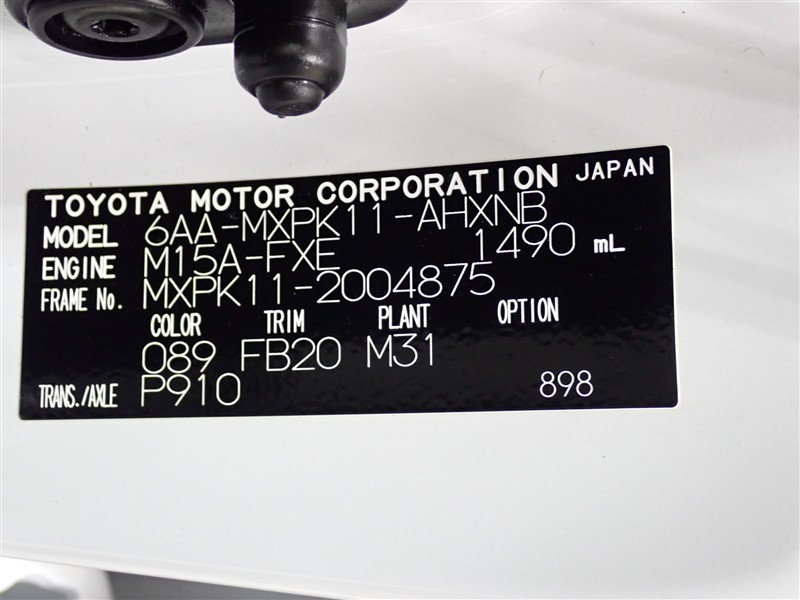 TOYOTA MOTOR CORPORATION JAPAN
MODEL 6AA-MXPK11-AHXNB
ENGINE M15A-FXE 1490 mL
FRAME No. MXPK11-2004875
COLOR TRIM PLANT OPTION
089 FB20 M31
TRANS./AXLE P910 898